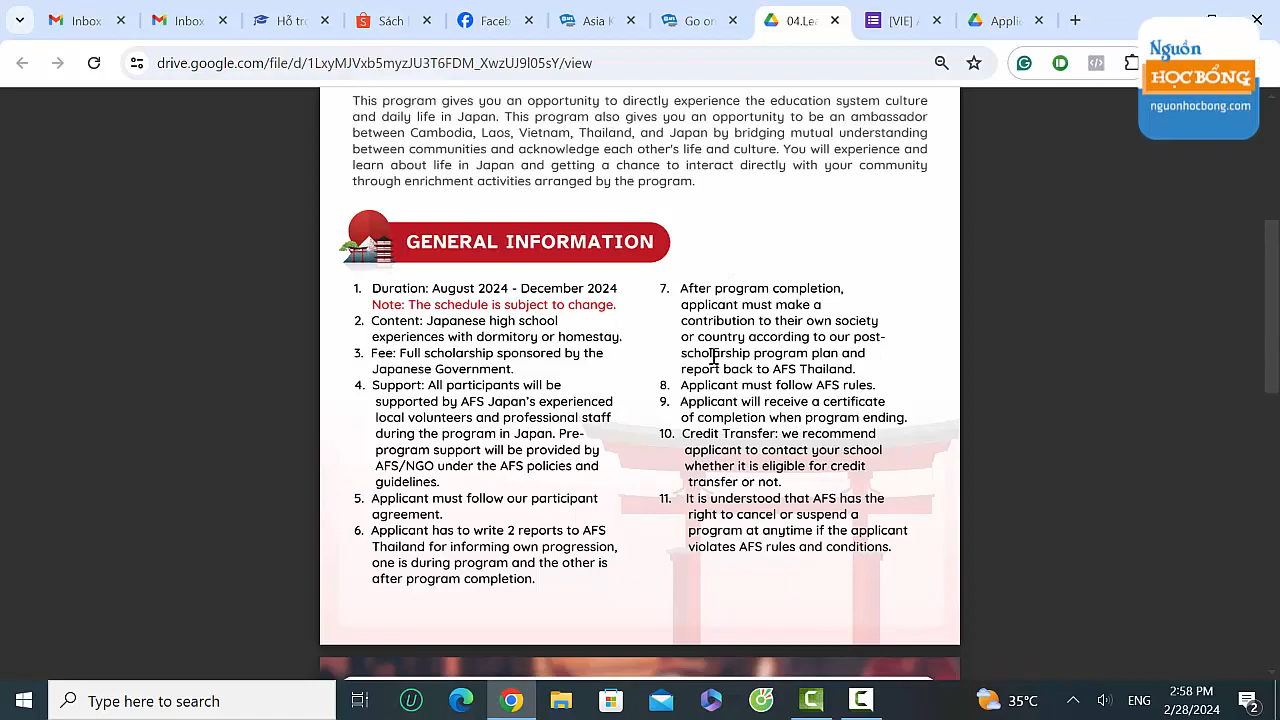 Inbox
Inbox
Hỗ trợ
Sách
Faceb
Asia K
Go on
04.Lea
[VIE] A
Applic
drive.google.com/file/d/1LxyMJVxb5myzJU3T6FDM_XwzUJ9l05sY/view
Nguồn
HỌC BỔNG
nguonhocbong.com
This program gives you an opportunity to directly experience the education system culture
and daily life in Japan. This program also gives you an opportunity to be an ambassador
between Cambodia, Laos, Vietnam, Thailand, and Japan by bridging mutual understanding
between communities and acknowledge each other's life and culture. You will experience and
learn about life in Japan and getting a chance to interact directly with your community
through enrichment activities arranged by the program.
GENERAL INFORMATION
1. Duration: August 2024 - December 2024
Note: The schedule is subject to change.
2. Content: Japanese high school
experiences with dormitory or homestay.
3. Fee: Full scholarship sponsored by the
Japanese Government.
4. Support: All participants will be
supported by AFS Japan's experienced
local volunteers and professional staff
during the program in Japan. Pre-
program support will be provided by
AFS/NGO under the AFS policies and
guidelines.
5. Applicant must follow our participant
agreement.
6. Applicant has to write 2 reports to AFS
Thailand for informing own progression,
one is during program and the other is
after program completion.
7. After program completion,
applicant must make a
contribution to their own society
or country according to our post-
scholarship program plan and
report back to AFS Thailand.
8. Applicant must follow AFS rules.
9. Applicant will receive a certificate
of completion when program ending.
10. Credit Transfer: we recommend
applicant to contact your school
whether it is eligible for credit
transfer or not.
11. It is understood that AFS has the
right to cancel or suspend a
program at anytime if the applicant
violates AFS rules and conditions.
Type here to search
35°C
ENG
2:58 PM
2/28/2024
2